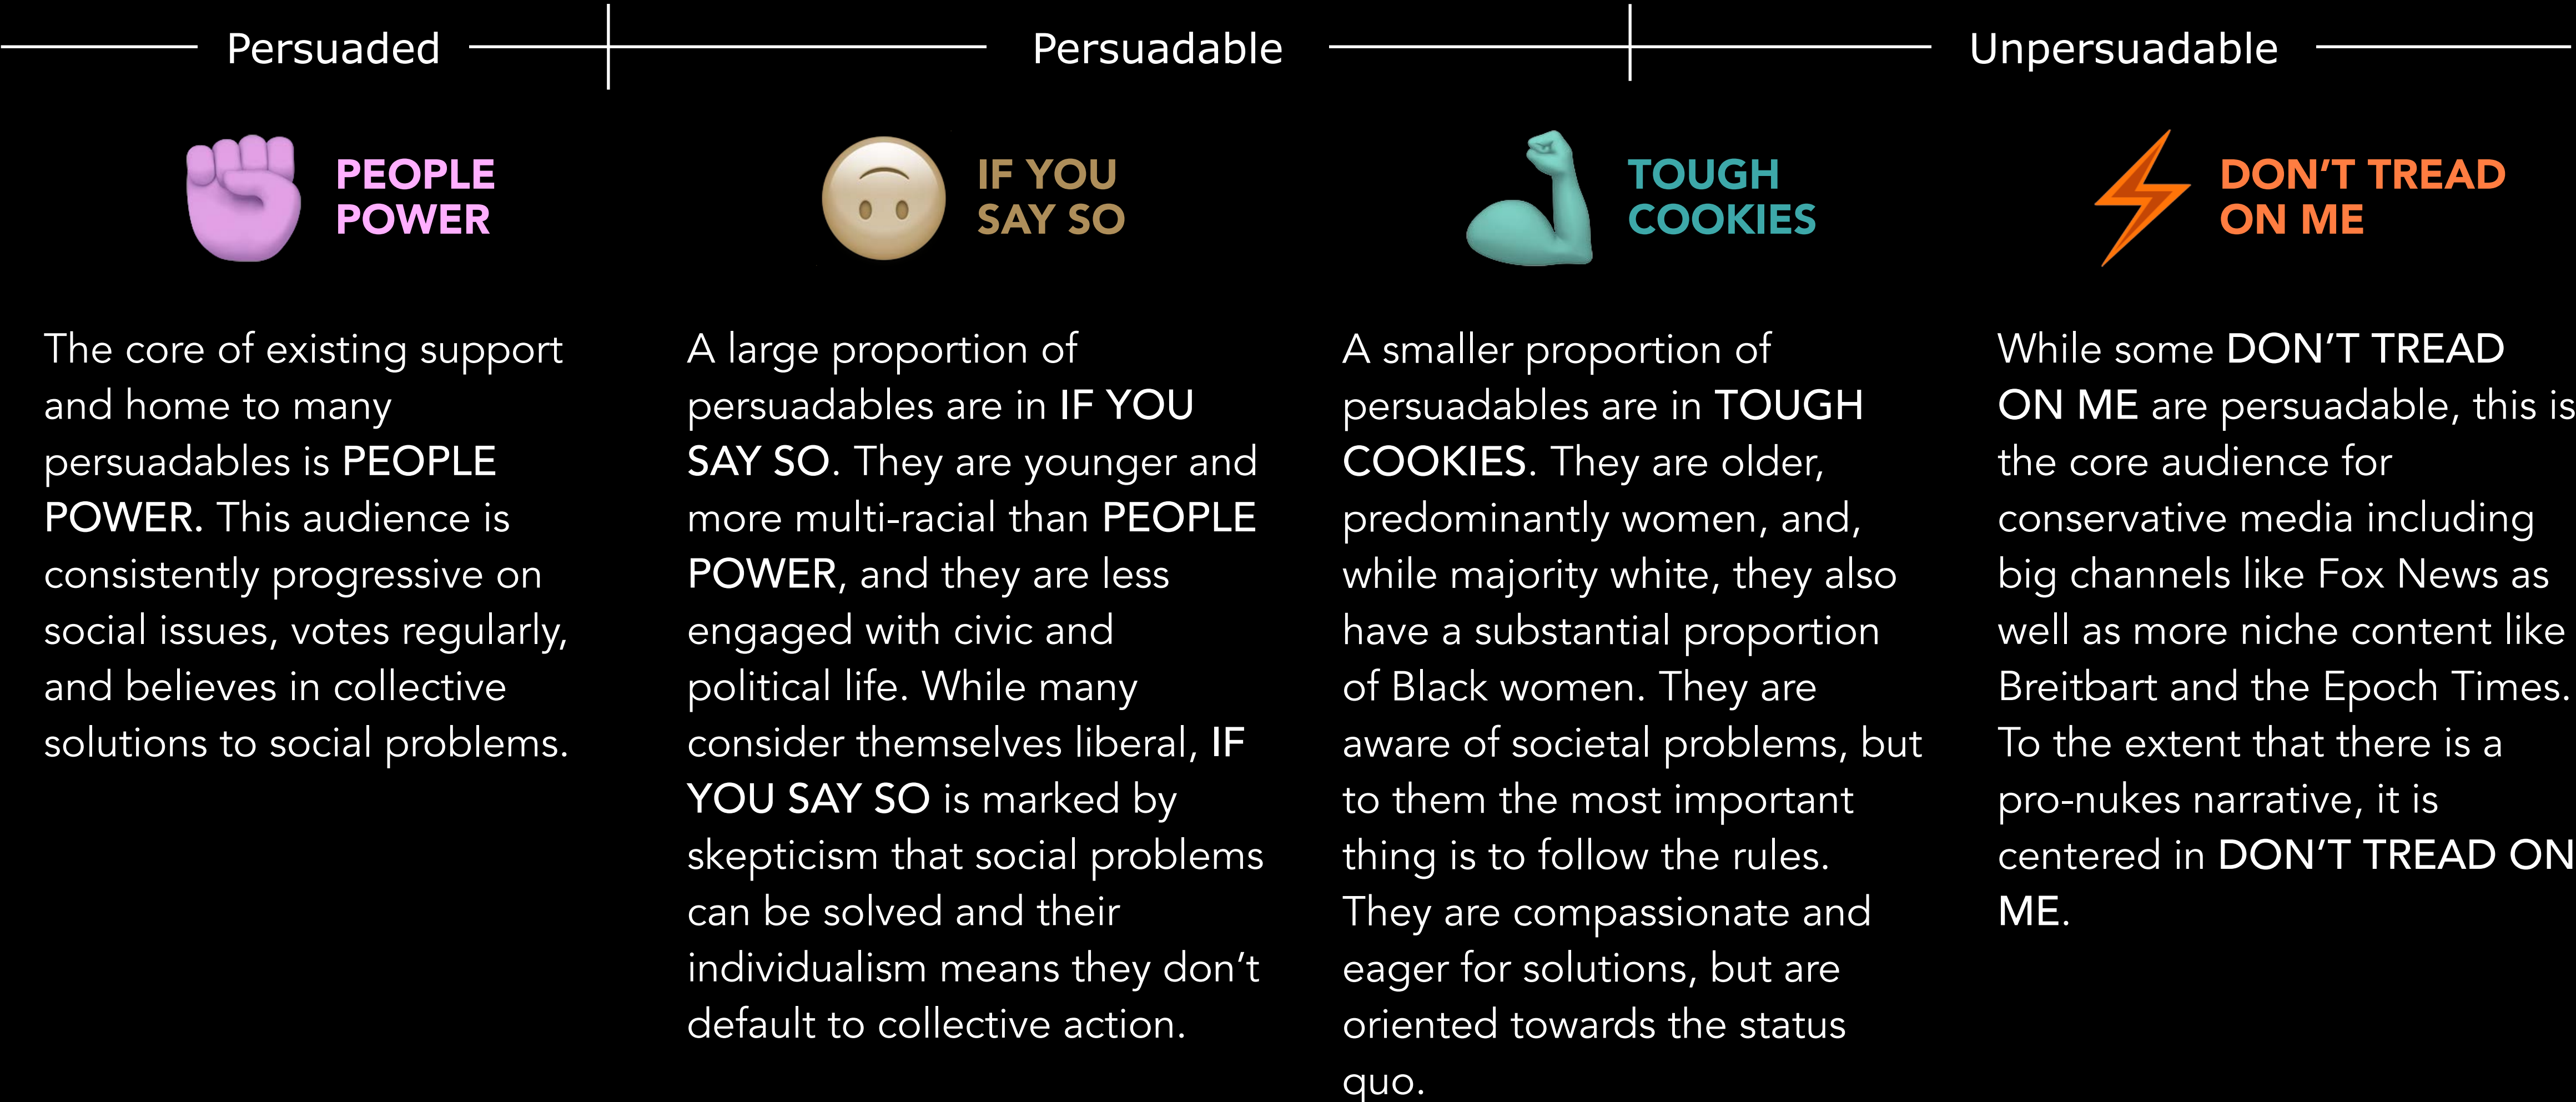 Persuaded
Persuadable
Unpersuadable
PEOPLE
POWER
The core of existing support
and home to many
persuadables is PEOPLE
POWER. This audience is
consistently progressive on
social issues, votes regularly,
and believes in collective
solutions to social problems.
IF YOU
SAY SO
A large proportion of
persuadables are in IF YOU
SAY SO. They are younger and
more multi-racial than PEOPLE
POWER, and they are less
engaged with civic and
political life. While many
consider themselves liberal, IF
YOU SAY SO is marked by
skepticism that social problems
can be solved and their
individualism means they don’t
default to collective action.
TOUGH
COOKIES
A smaller proportion of
persuadables are in TOUGH
COOKIES. They are older,
predominantly women, and,
while majority white, they also
have a substantial proportion
of Black women. They are
aware of societal problems, but
to them the most important
thing is to follow the rules.
They are compassionate and
eager for solutions, but are
oriented towards the status
quo.
DON’T TREAD
ON ME
While some DON’T TREAD
ON ME are persuadable, this is
the core audience for
conservative media including
big channels like Fox News as
well as more niche content like
Breitbart and the Epoch Times.
To the extent that there is a
pro-nukes narrative, it is
centered in DON’T TREAD ON
ME.